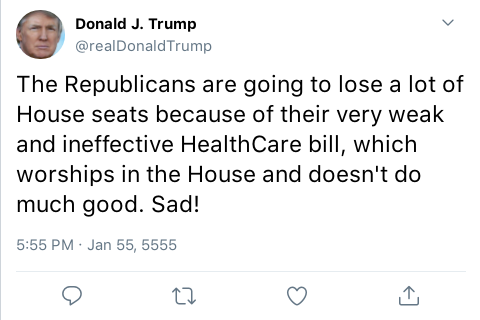 Donald J. Trump
@realDonaldTrump
The Republicans are going to lose a lot of
House seats because of their very weak
and ineffective HealthCare bill, which
worships in the House and doesn't do
much good. Sad!
5:55 PM · Jan 55, 5555